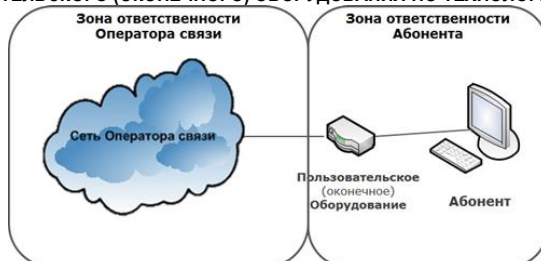 Зона ответственности
Оператора связи
Зона ответственности
Абонента
Сеть Оператора связи
Пользовательское
(оконечное)
Оборудование
Абонент